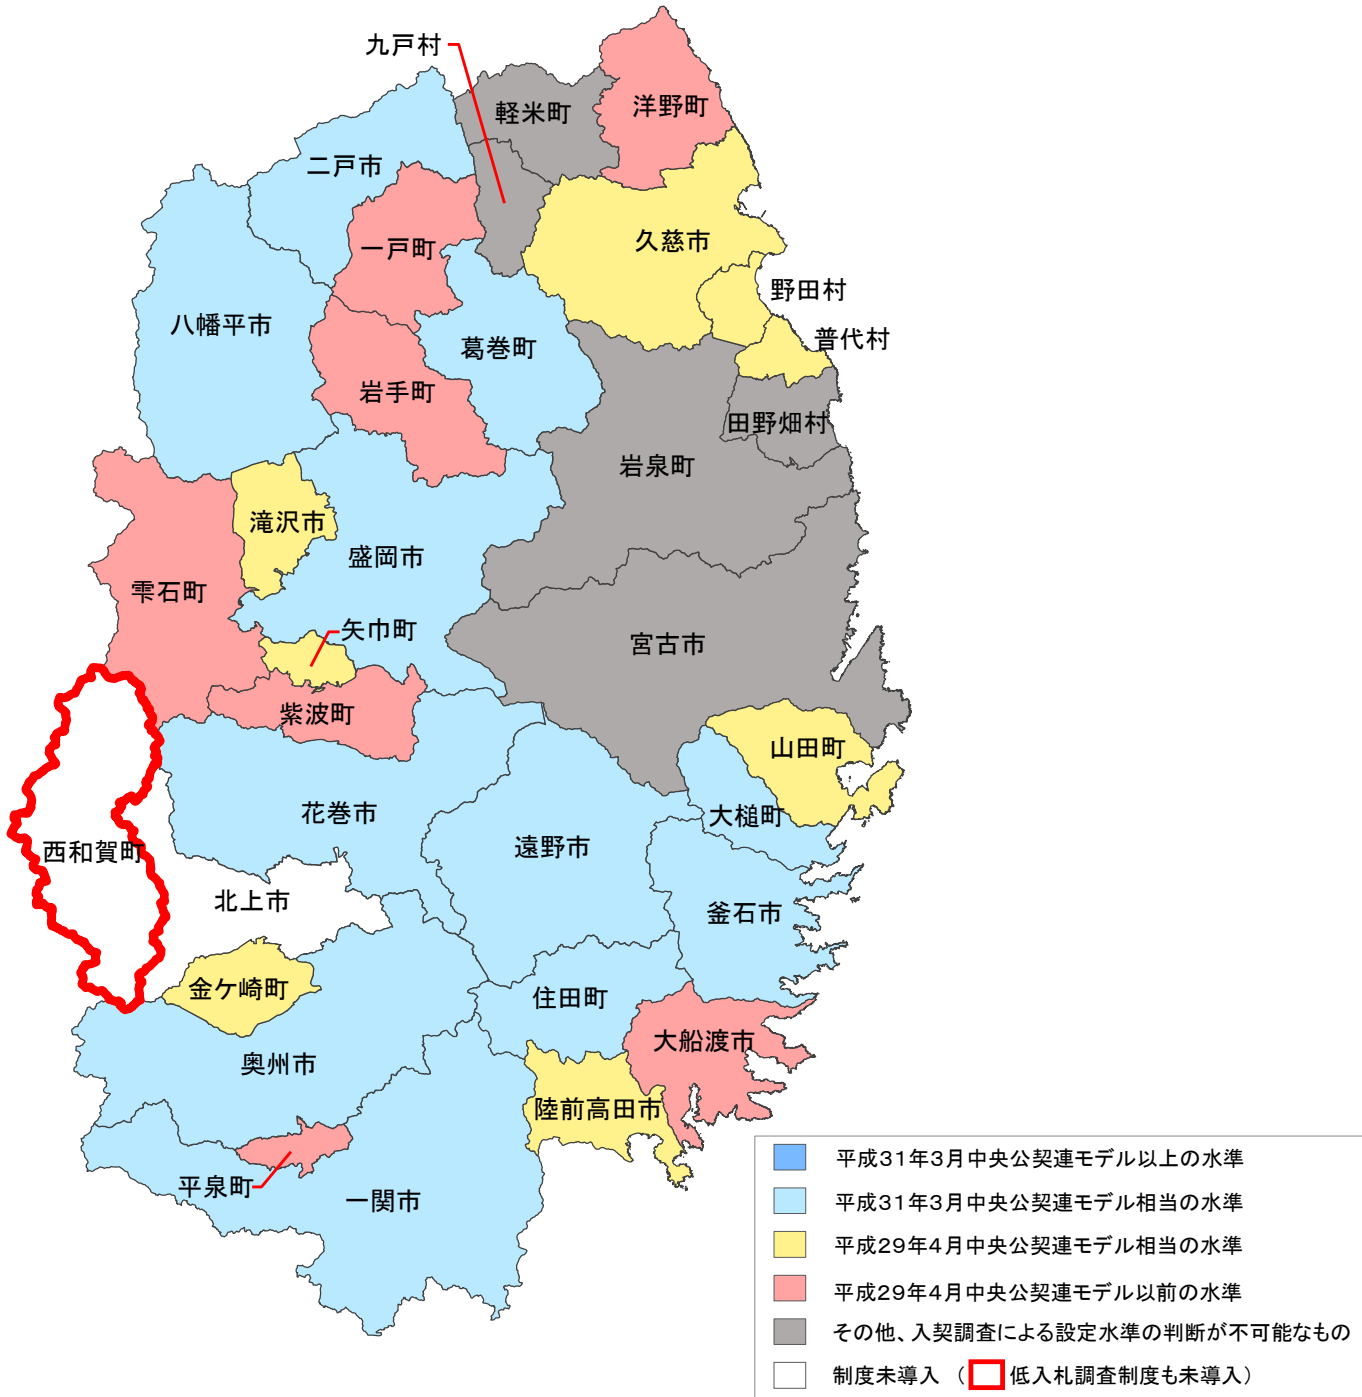 九戸村
軽米町
洋野町
二戸市
一戸町
久慈市
野田村
八幡平市
葛巻町
普代村
岩手町
田野畑村
岩泉町
滝沢市
盛岡市
雫石町
矢巾町
宮古市
紫波町
山田町
花巻市
大槌町
遠野市
西和賀町
北上市
釜石市
金ケ崎町
住田町
大船渡市
奥州市
陸前高田市
平泉町
一関市
平成31年3月中央公契連モデル以上の水準
平成31年3月中央公契連モデル相当の水準
平成29年4月中央公契連モデル相当の水準
平成29年4月中央公契連モデル以前の水準
その他、入契調査による設定水準の判断が不可能なもの
制度未導入 （ 低入札調査制度も未導入）